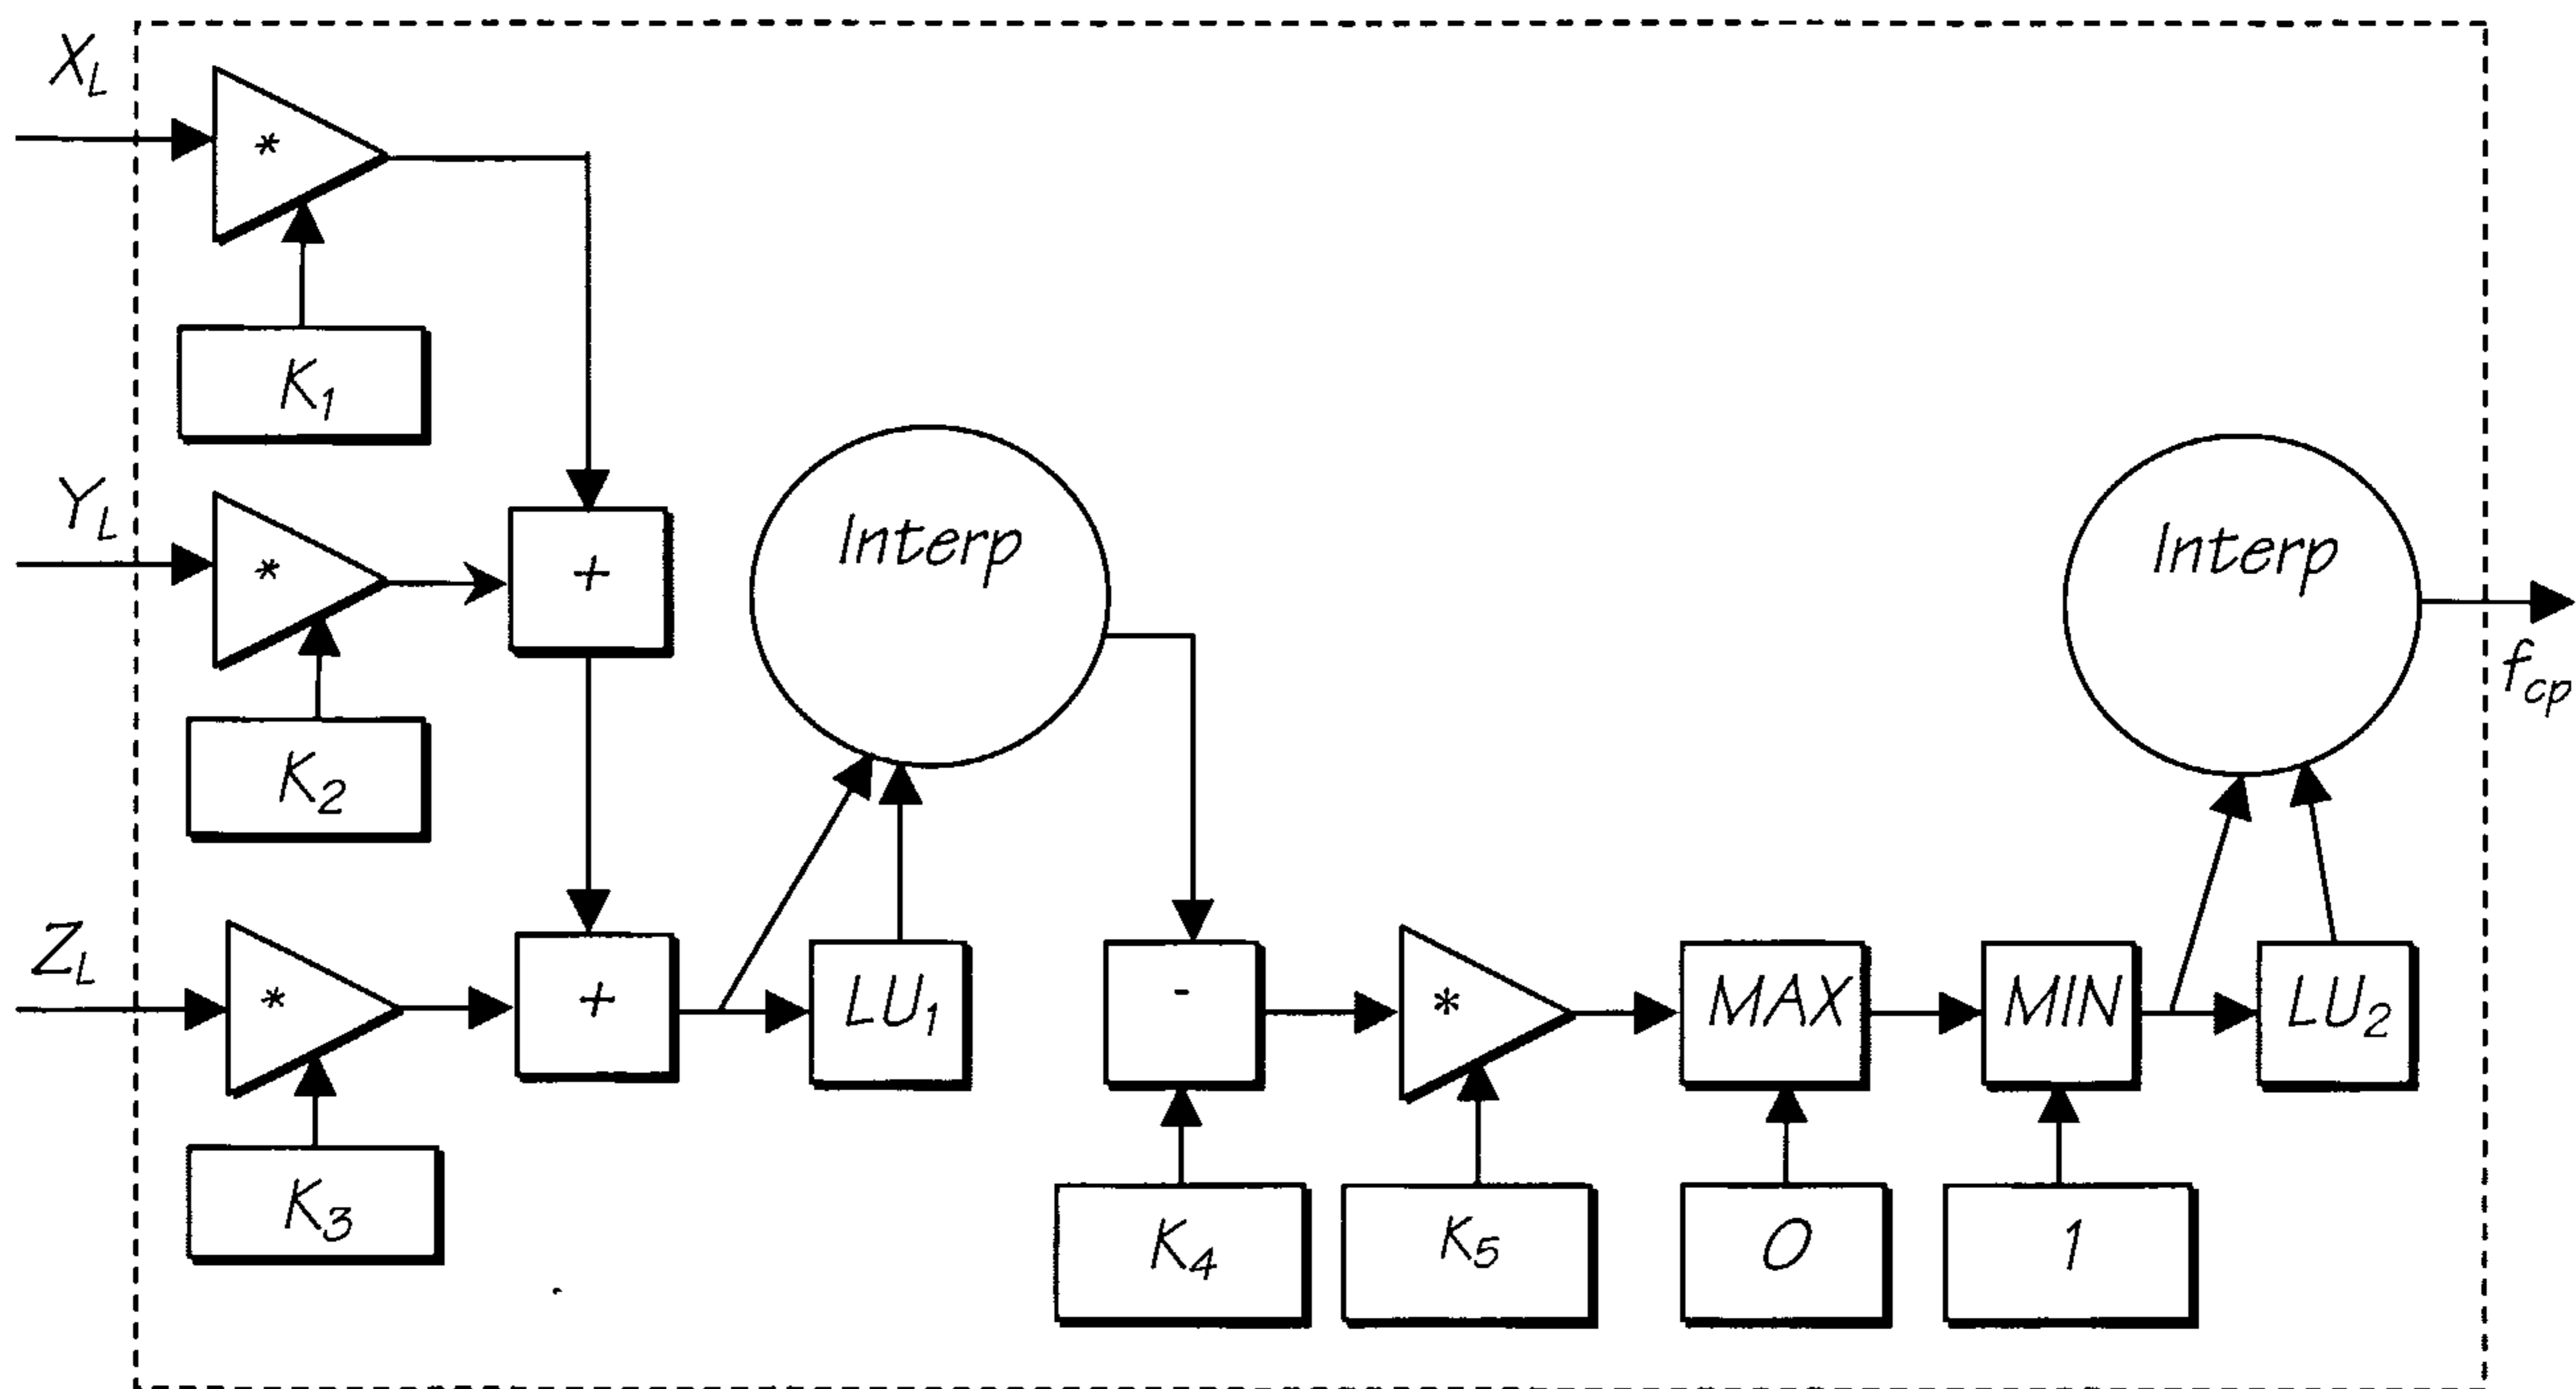 X_L
*
K_1
Y_L
*
+
Interp
Interp
f_cp
K_2
Z_L
*
+
LU_1
-
*
MAX
MIN
LU_2
K_3
K_4
K_5
0
1